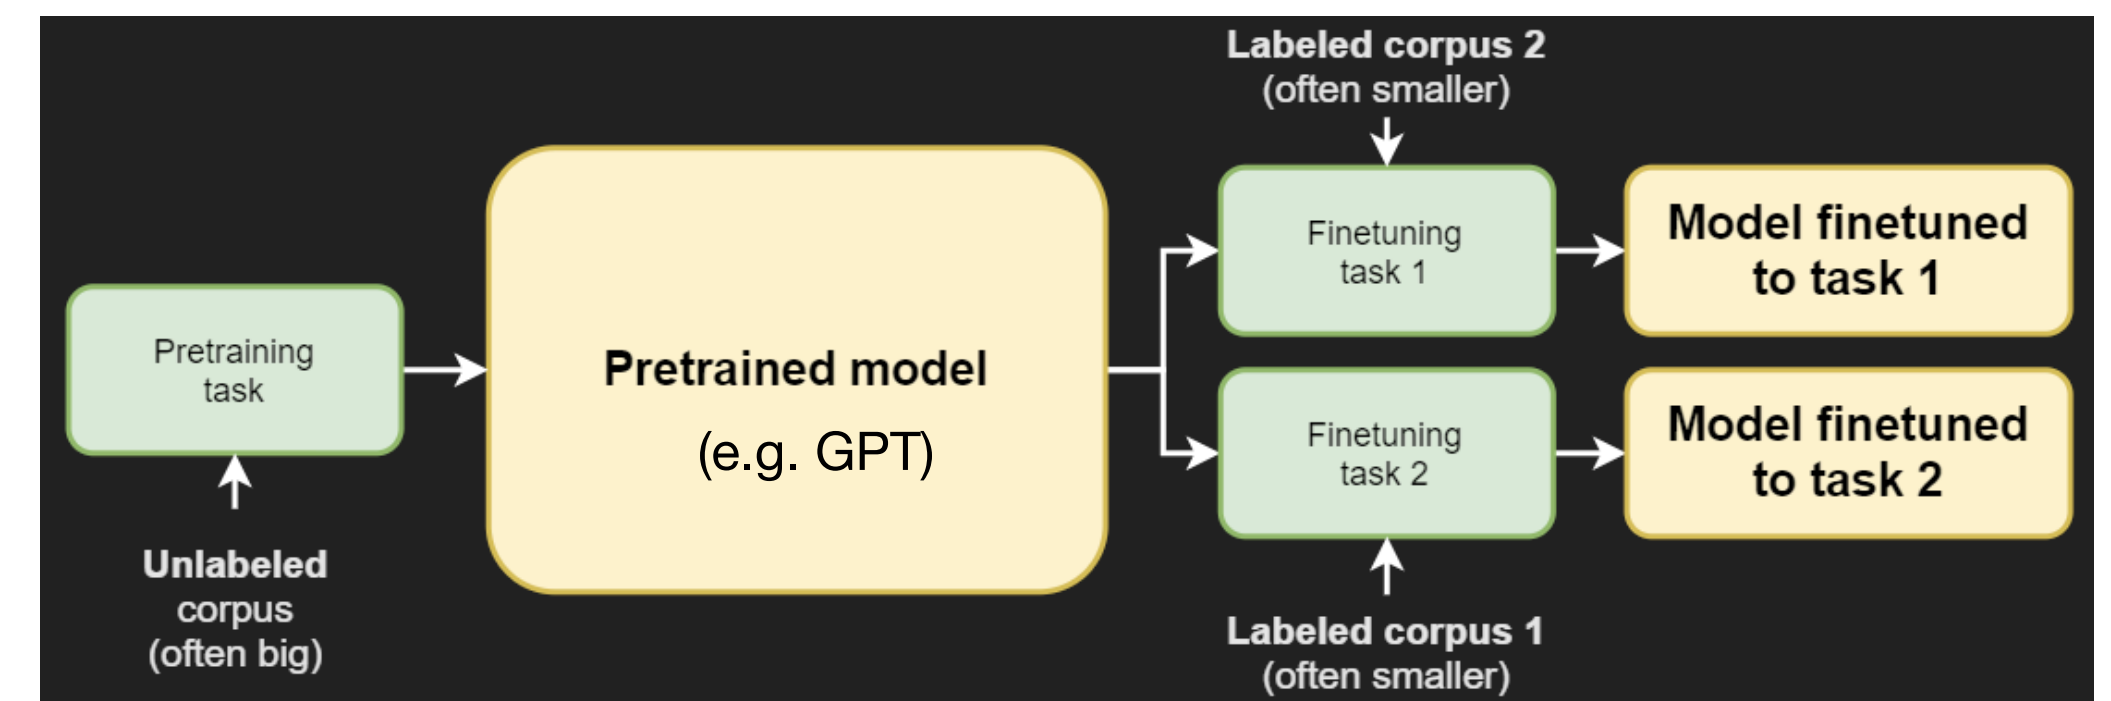 Pretraining
task
Unlabeled
corpus
(often big)
Pretrained model
(e.g. GPT)
Labeled corpus 2
(often smaller)
Finetuning
task 1
Model finetuned
to task 1
Finetuning
task 2
Model finetuned
to task 2
Labeled corpus 1
(often smaller)